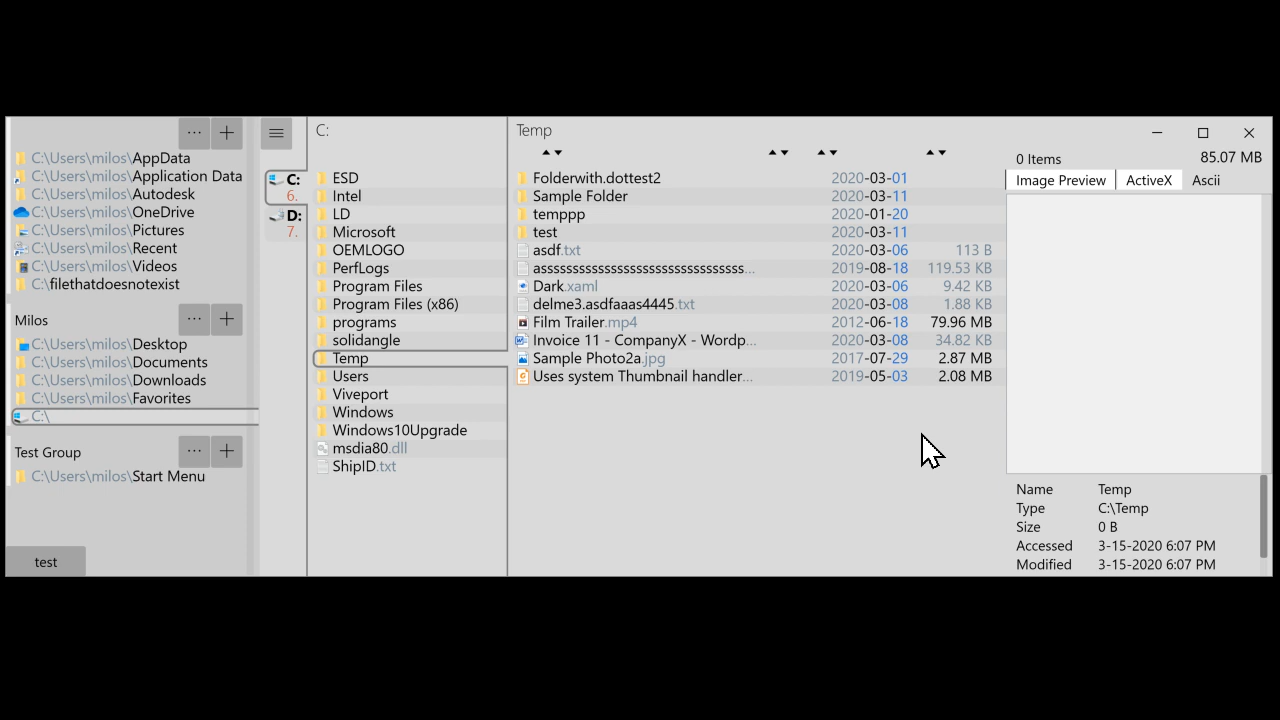 C:\Users\milos\AppData
C:\Users\milos\Application Data
C:\Users\milos\Autodesk
C:\Users\milos\OneDrive
C:\Users\milos\Pictures
C:\Users\milos\Recent
C:\Users\milos\Videos
C:\filethatdoesnotexist
Milos
C:\Users\milos\Desktop
C:\Users\milos\Documents
C:\Users\milos\Downloads
C:\Users\milos\Favorites
C:\
Test Group
C:\Users\milos\Start Menu
test
C:
6.
D:
7.
C:
ESD
Intel
LD
Microsoft
OEMLOGO
PerfLogs
Program Files
Program Files (x86)
programs
solidangle
Temp
Users
Viveport
Windows
Windows10Upgrade
msdia80.dll
ShipID.txt
Temp
Folderwith.dottest2 2020-03-01
Sample Folder 2020-03-11
temppp 2020-01-20
test 2020-03-11
asdf.txt 2020-03-06 113 B
asssssssssssssssssssssssssssssssss... 2019-08-18 119.53 KB
Dark.xaml 2020-03-06 9.42 KB
delme3.asdfaaas4445.txt 2020-03-08 1.88 KB
Film Trailer.mp4 2012-06-18 79.96 MB
Invoice 11 - CompanyX - Wordp... 2020-03-08 34.82 KB
Sample Photo2a.jpg 2017-07-29 2.87 MB
Uses system Thumbnail handler... 2019-05-03 2.08 MB
0 Items 85.07 MB
Image Preview ActiveX Ascii
Name Temp
Type C:\Temp
Size 0 B
Accessed 3-15-2020 6:07 PM
Modified 3-15-2020 6:07 PM